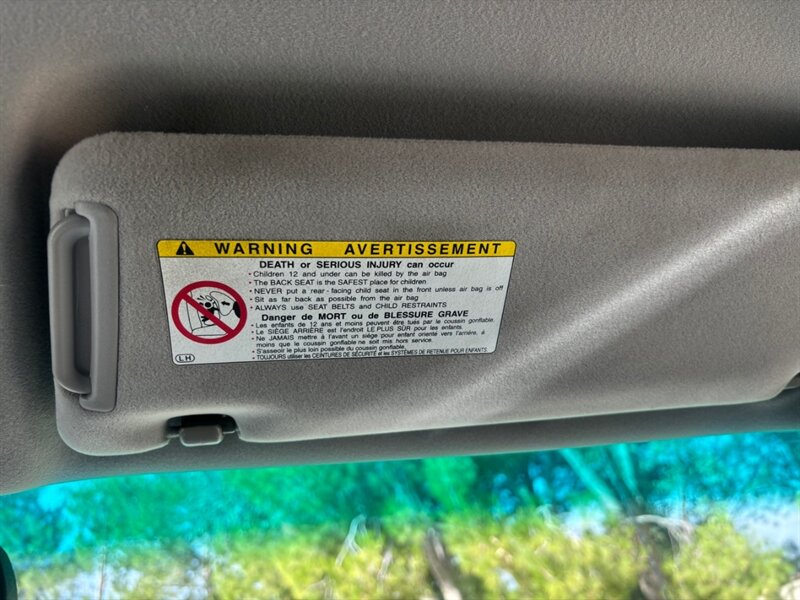 WARNING AVERTISSEMENT
DEATH or SERIOUS INJURY can occur
• Children 12 and under can be killed by the air bag
• The BACK SEAT is the SAFEST place for children
• NEVER put a rear-facing child seat in the front unless air bag is off
• Sit as far back as possible from the air bag
• ALWAYS use SEAT BELTS and CHILD RESTRAINTS
Danger de MORT ou de BLESSURE GRAVE
• Les enfants de 12 ans et moins peuvent être tués par le coussin gonflable.
• Le SIÈGE ARRIÈRE est l'endroit LE PLUS SÛR pour les enfants.
• Ne JAMAIS mettre à l'avant un siège pour enfant orienté vers l'arrière, à
moins que le coussin gonflable ne soit mis hors service.
• S'asseoir le plus loin possible du coussin gonflable.
• TOUJOURS utiliser les CEINTURES DE SÉCURITÉ et les SYSTÈMES DE RETENUE POUR ENFANTS.
LH